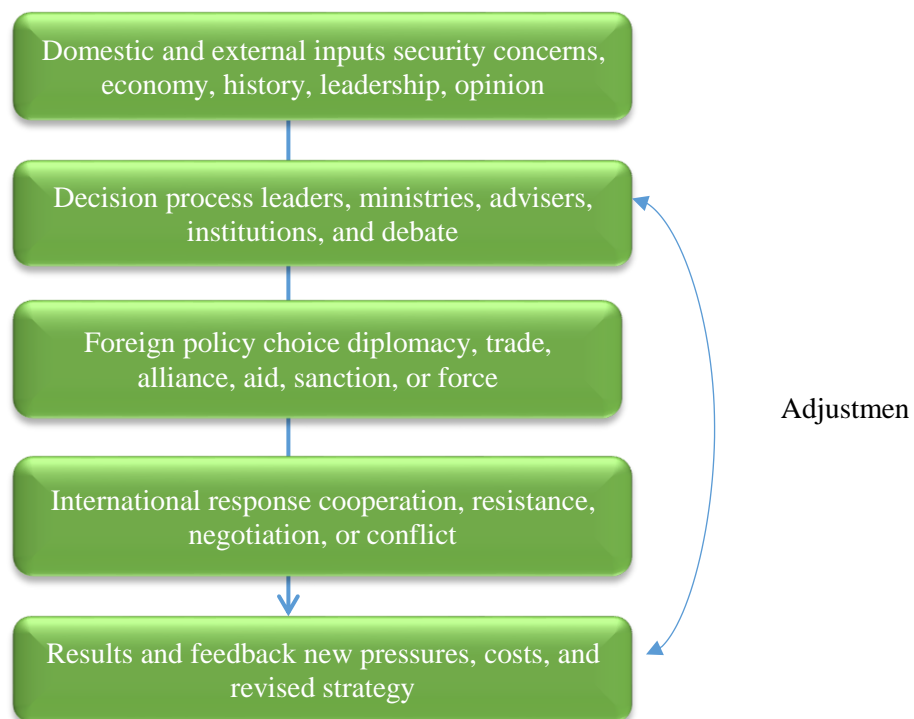 Domestic and external inputs security concerns,
economy, history, leadership, opinion
Decision process leaders, ministries, advisers,
institutions, and debate
Foreign policy choice diplomacy, trade,
alliance, aid, sanction, or force
Adjustmen
International response cooperation, resistance,
negotiation, or conflict
Results and feedback new pressures, costs, and
revised strategy